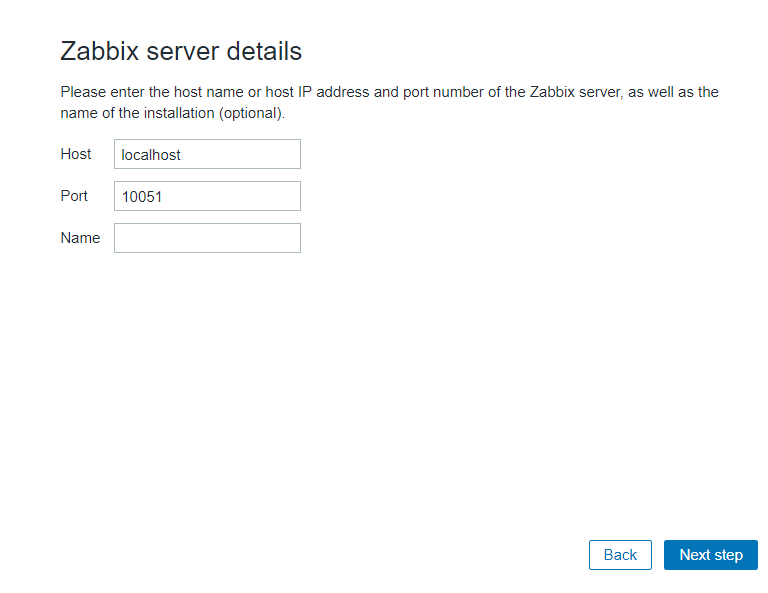 Zabbix server details
Please enter the host name or host IP address and port number of the Zabbix server, as well as the
name of the installation (optional).
Host localhost
Port 10051
Name
Back Next step